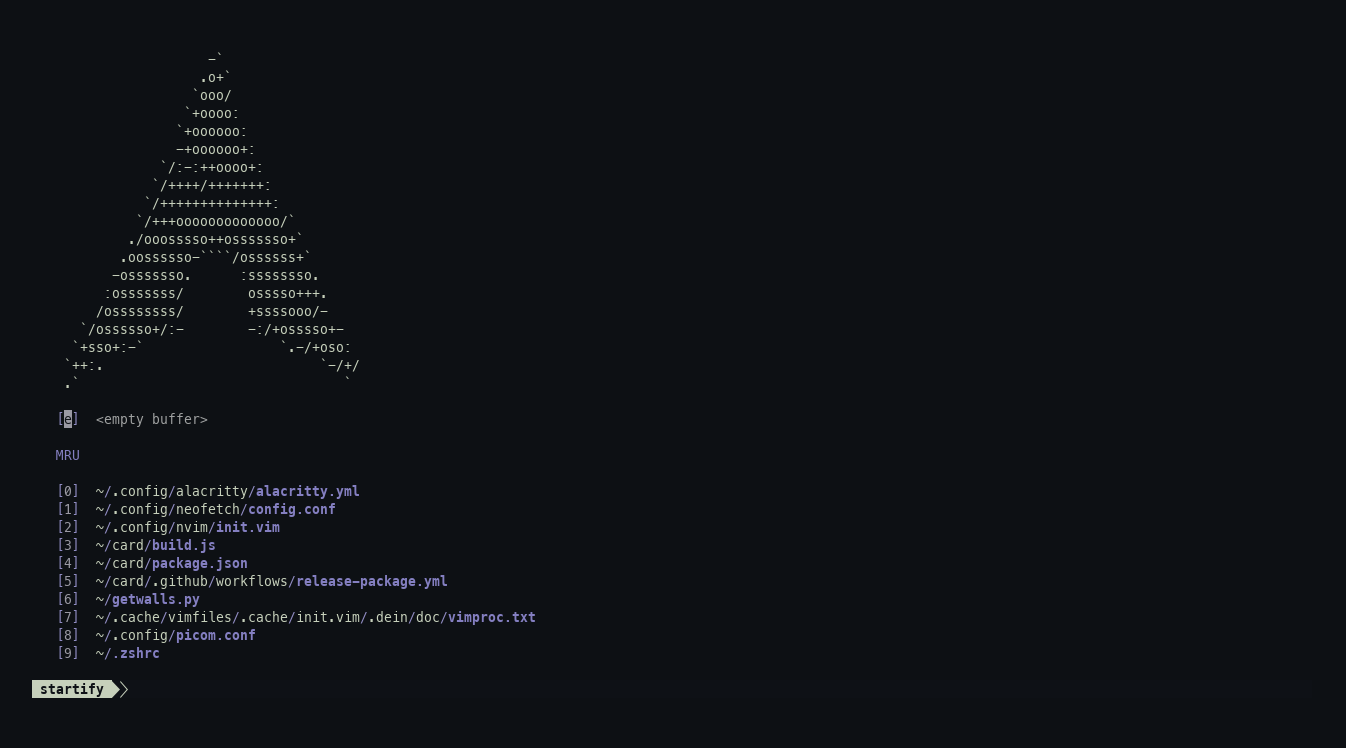 -`
                  .o+`
                 `ooo/
                `+oooo:
               `+oooooo:
               -+oooooo+:
             `/:-:++oooo+:
            `/++++/+++++++:
           `/++++++++++++++:
          `/+++ooooooooooooo/`
         ./ooosssso++osssssso+`
        .oossssso-````/ossssss+`
       -osssssso.      :ssssssso.
      :osssssss/        osssso+++.
     /ossssssss/        +ssssooo/-
   `/ossssso+/:-        -:/+osssso+-
  `+sso+:-`                 `.-/+oso:
 `++:.                           `-/+/
 .`                                 `
[e]  <empty buffer>
MRU
[0]  ~/.config/alacritty/alacritty.yml
[1]  ~/.config/neofetch/config.conf
[2]  ~/.config/nvim/init.vim
[3]  ~/card/build.js
[4]  ~/card/package.json
[5]  ~/card/.github/workflows/release-package.yml
[6]  ~/getwalls.py
[7]  ~/.cache/vimfiles/.cache/init.vim/.dein/doc/vimproc.txt
[8]  ~/.config/picom.conf
[9]  ~/.zshrc
startify